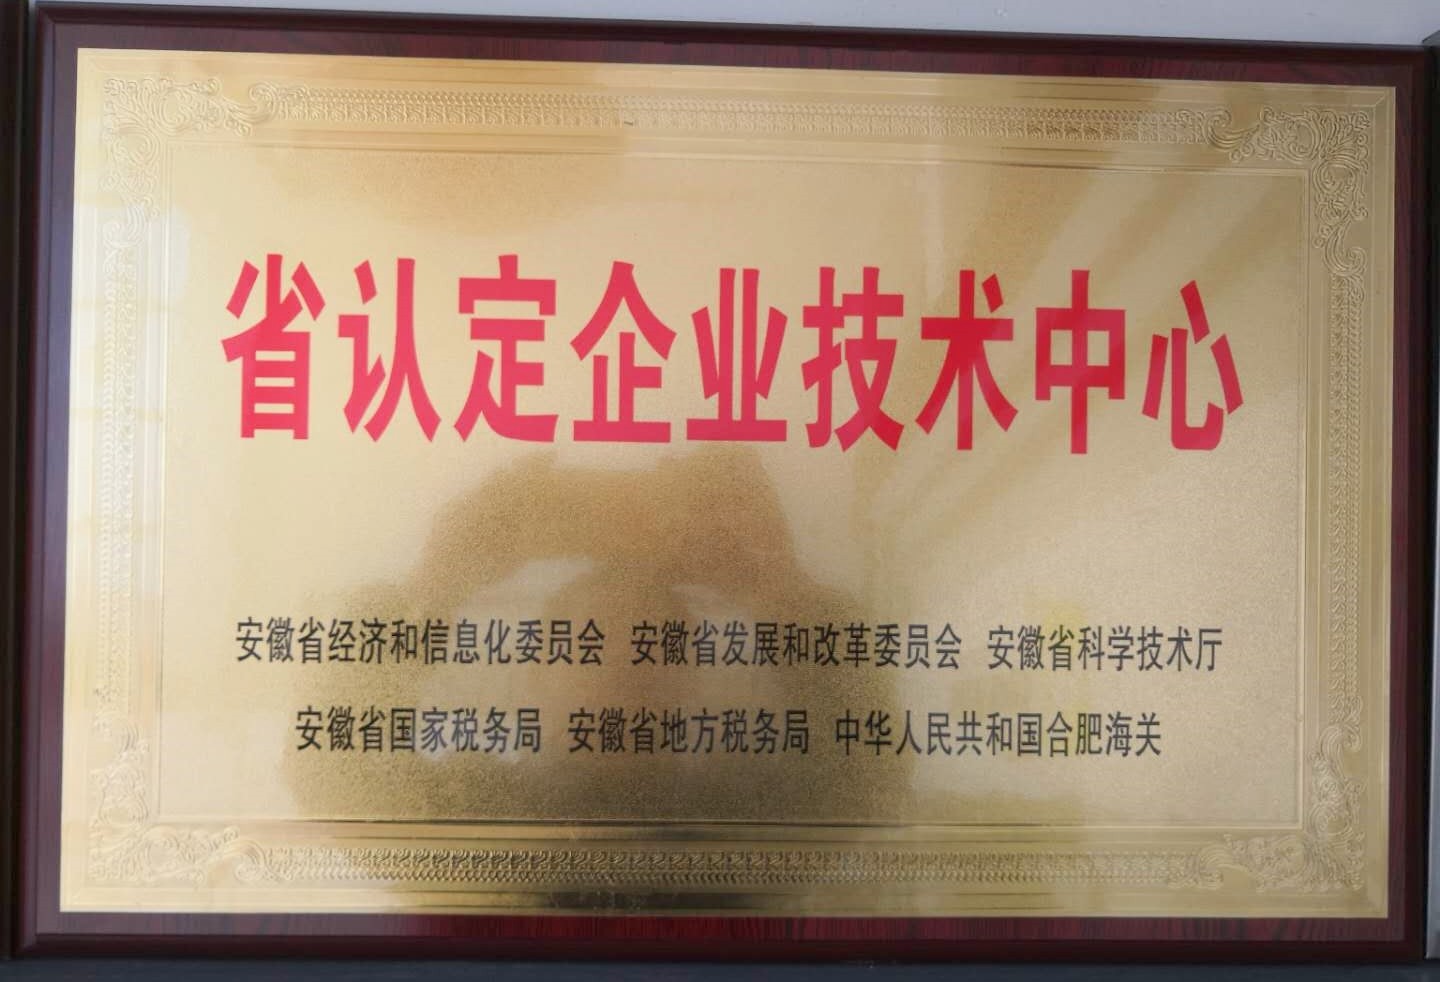 省认定企业技术中心
安徽省经济和信息化委员会 安徽省发展和改革委员会 安徽省科学技术厅
安徽省国家税务局 安徽省地方税务局 中华人民共和国合肥海关